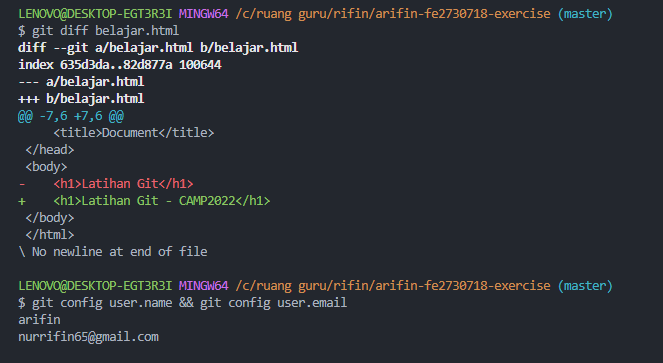 LENOVO@DESKTOP-EGT3R3I MINGW64 /c/ruang guru/rifin/arifin-fe2730718-exercise (master)
$ git diff belajar.html
diff --git a/belajar.html b/belajar.html
index 635d3da..82d877a 100644
--- a/belajar.html
+++ b/belajar.html
@@ -7,6 +7,6 @@
     <title>Document</title>
 </head>
 <body>
-    <h1>Latihan Git</h1>
+    <h1>Latihan Git - CAMP2022</h1>
 </body>
 </html>
\ No newline at end of file
LENOVO@DESKTOP-EGT3R3I MINGW64 /c/ruang guru/rifin/arifin-fe2730718-exercise (master)
$ git config user.name && git config user.email
arifin
nurrifin65@gmail.com